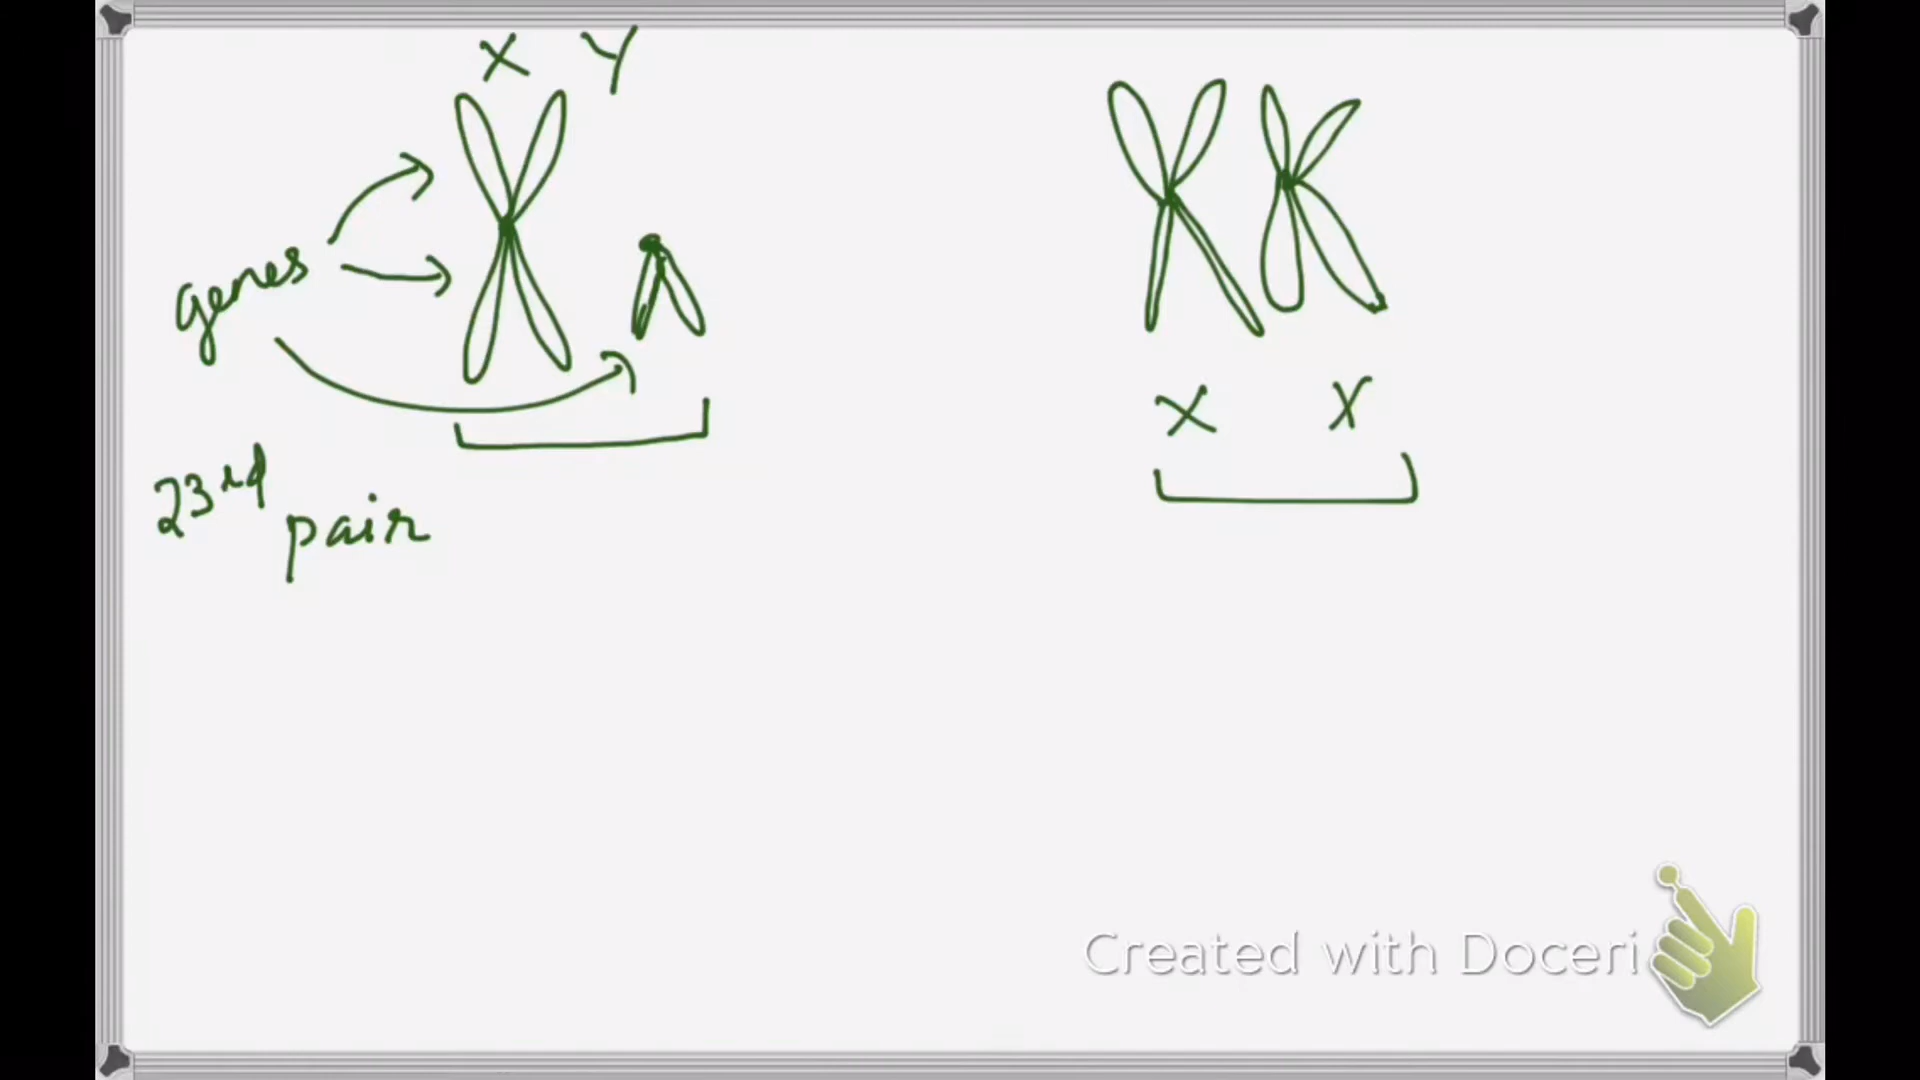 X Y
genes
X X
23rd
pair
Created with Doceri